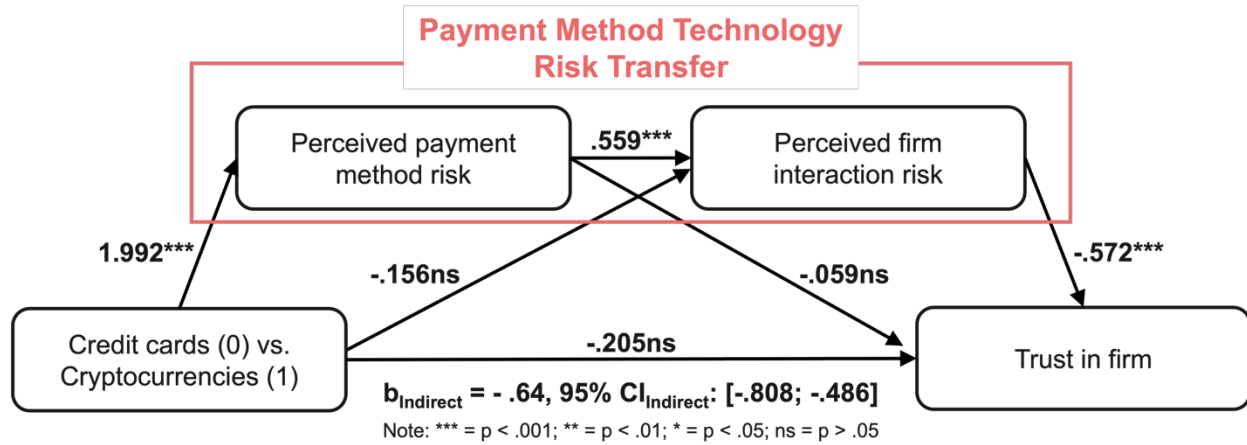 Payment Method Technology
Risk Transfer
Perceived payment
method risk
.559***
Perceived firm
interaction risk
1.992***
-.156ns
-.059ns
-.572***
Credit cards (0) vs.
Cryptocurrencies (1)
-.205ns
Trust in firm
bIndirect = - .64, 95% CIIndirect: [-.808; -.486]
Note: *** = p < .001; ** = p < .01; * = p < .05; ns = p > .05